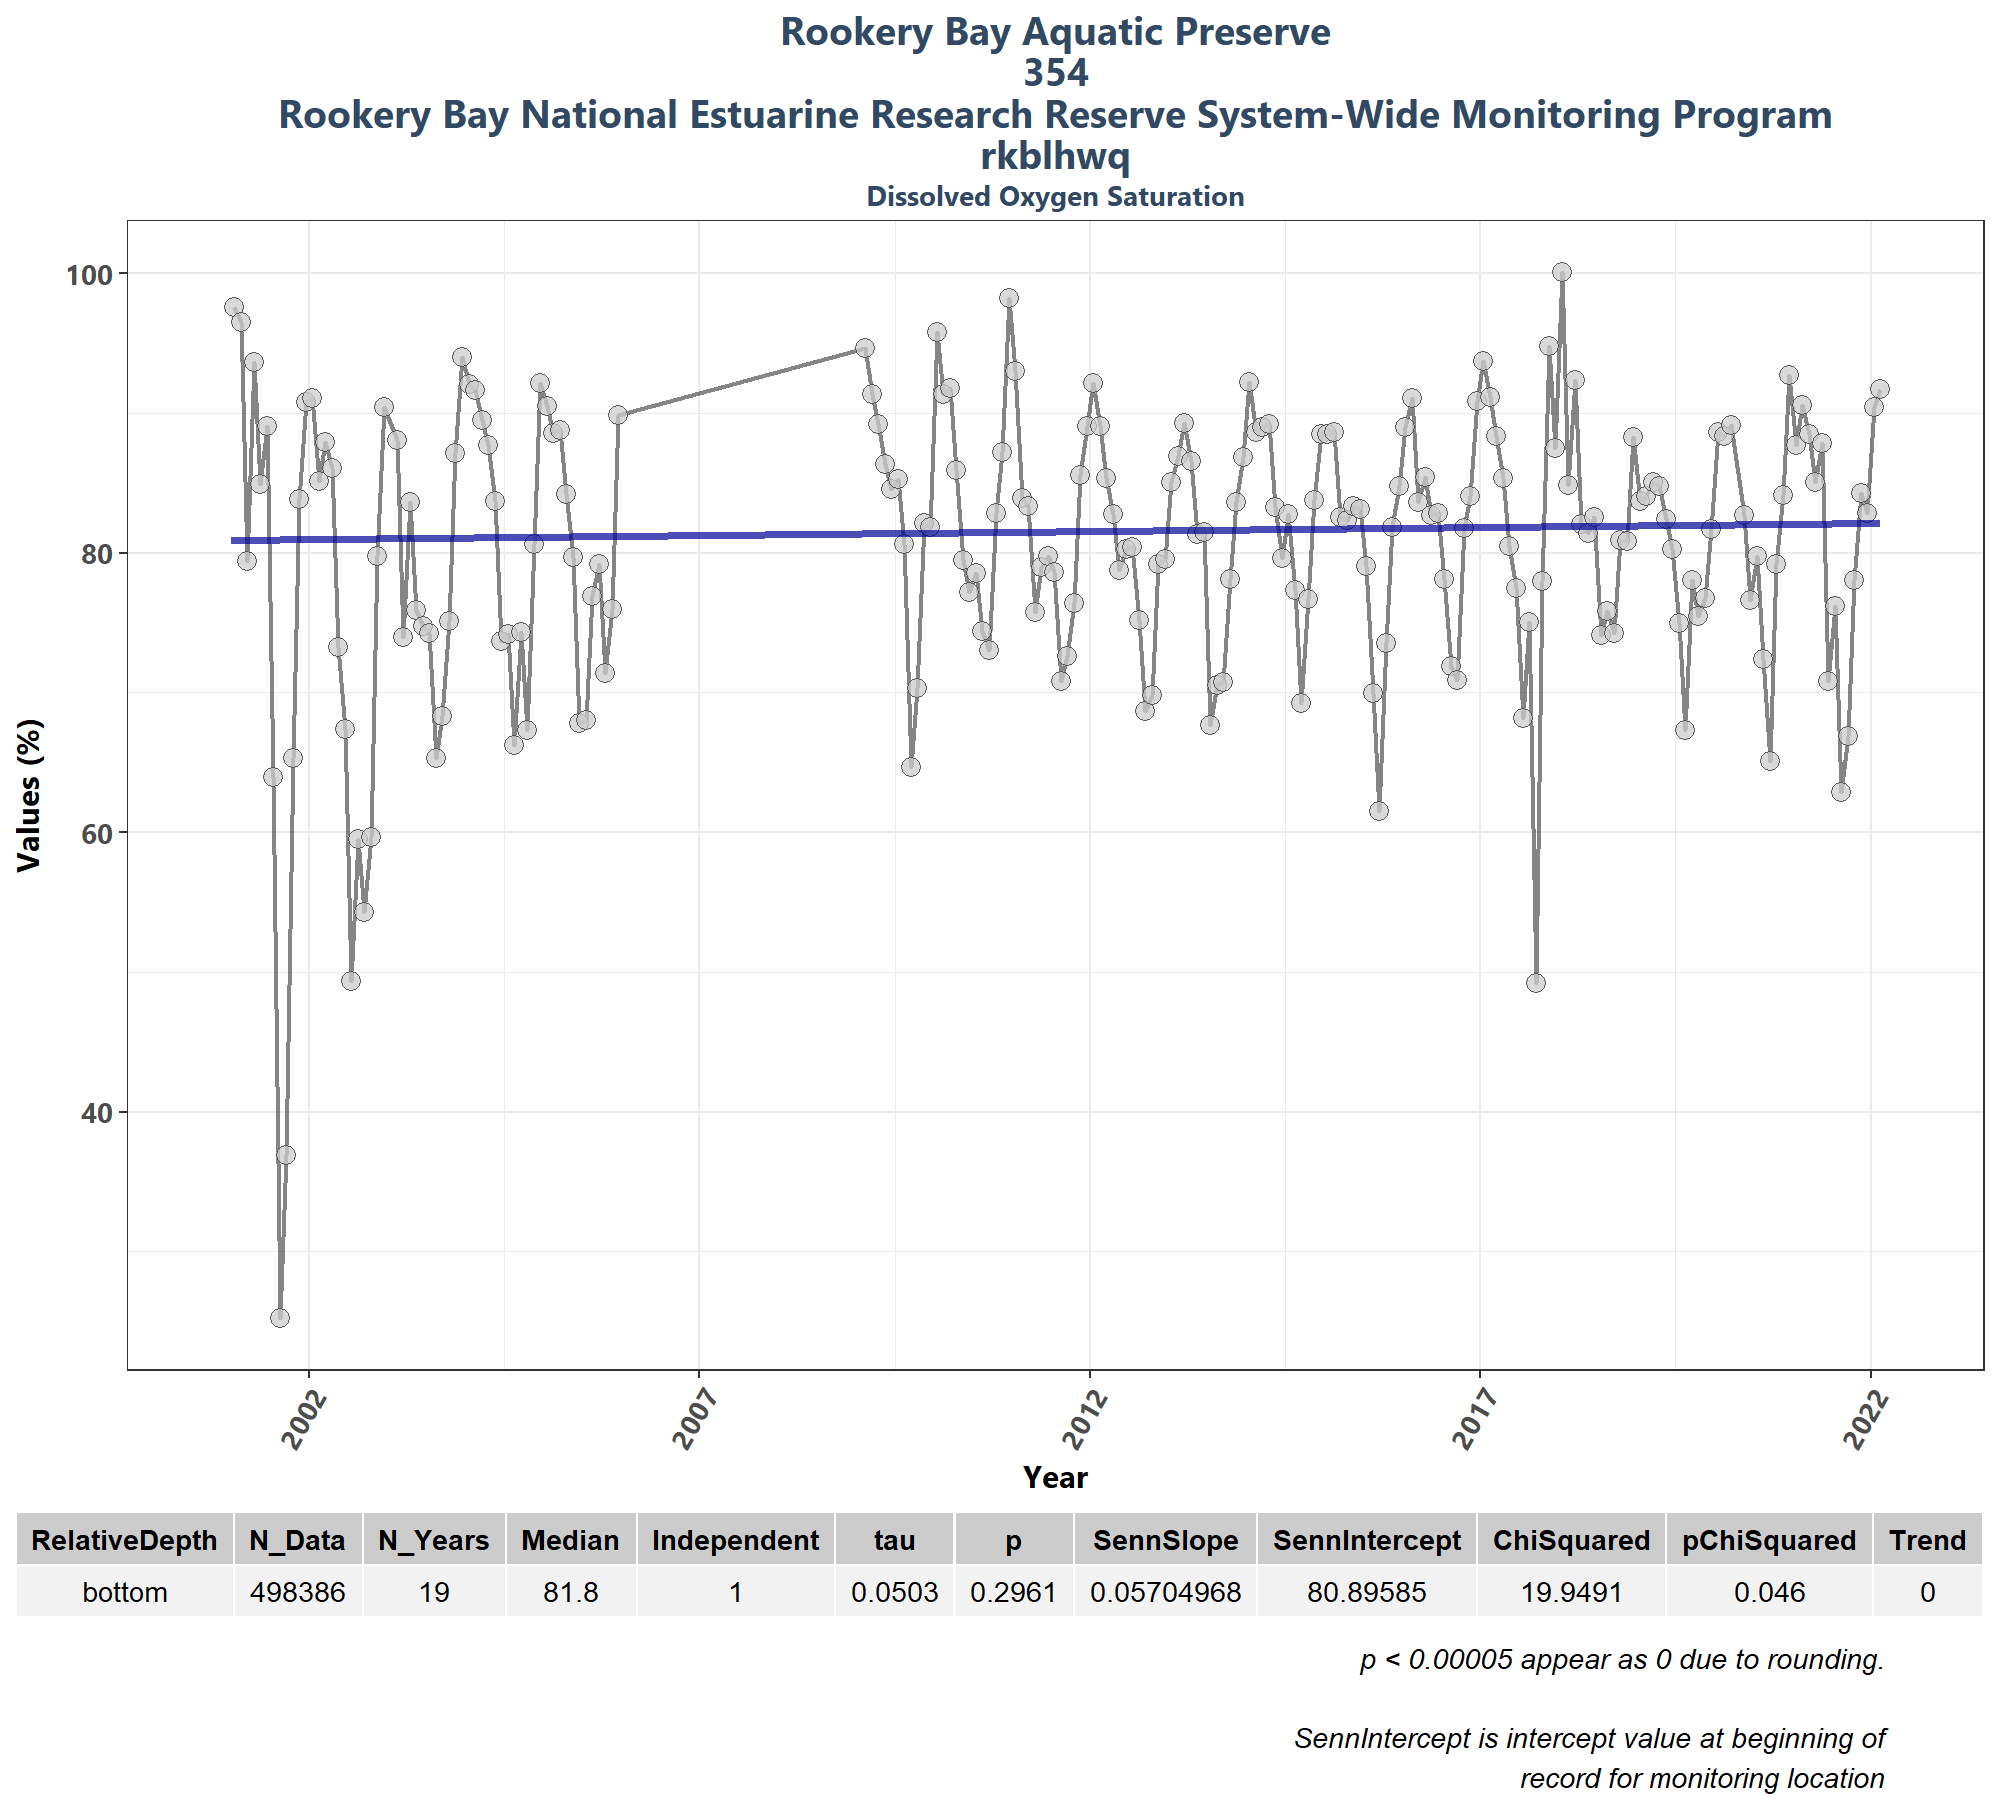 Rookery Bay Aquatic Preserve
354
Rookery Bay National Estuarine Research Reserve System-Wide Monitoring Program
rkblhwq
Dissolved Oxygen Saturation
100
80
60
40
Values (%)
2002 2007 2012 2017 2022
Year
RelativeDepth N_Data N_Years Median Independent tau p SennSlope SennIntercept ChiSquared pChiSquared Trend
bottom 498386 19 81.8 1 0.0503 0.2961 0.05704968 80.89585 19.9491 0.046 0
p < 0.00005 appear as 0 due to rounding.
SennIntercept is intercept value at beginning of
record for monitoring location